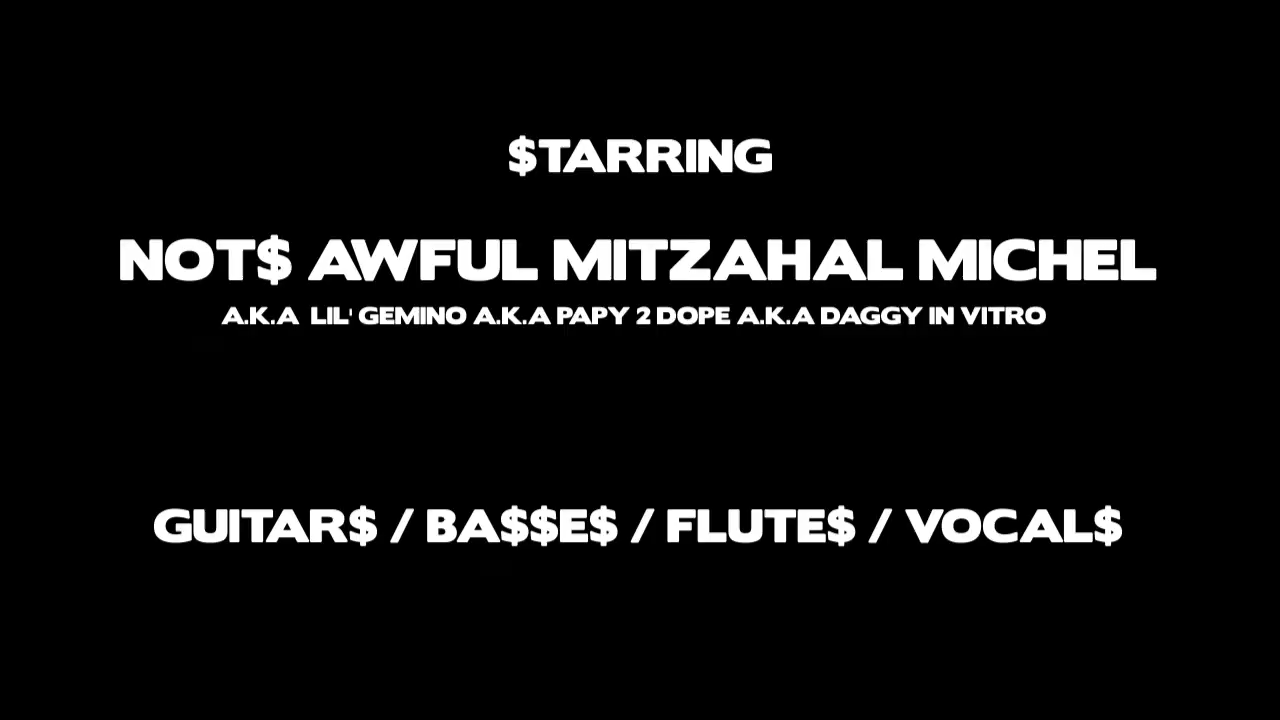 $TARRING
NOT$ AWFUL MITZAHAL MICHEL
A.K.A LIL' GEMINO A.K.A PAPY 2 DOPE A.K.A DAGGY IN VITRO
GUITAR$ / BA$$E$ / FLUTE$ / VOCAL$